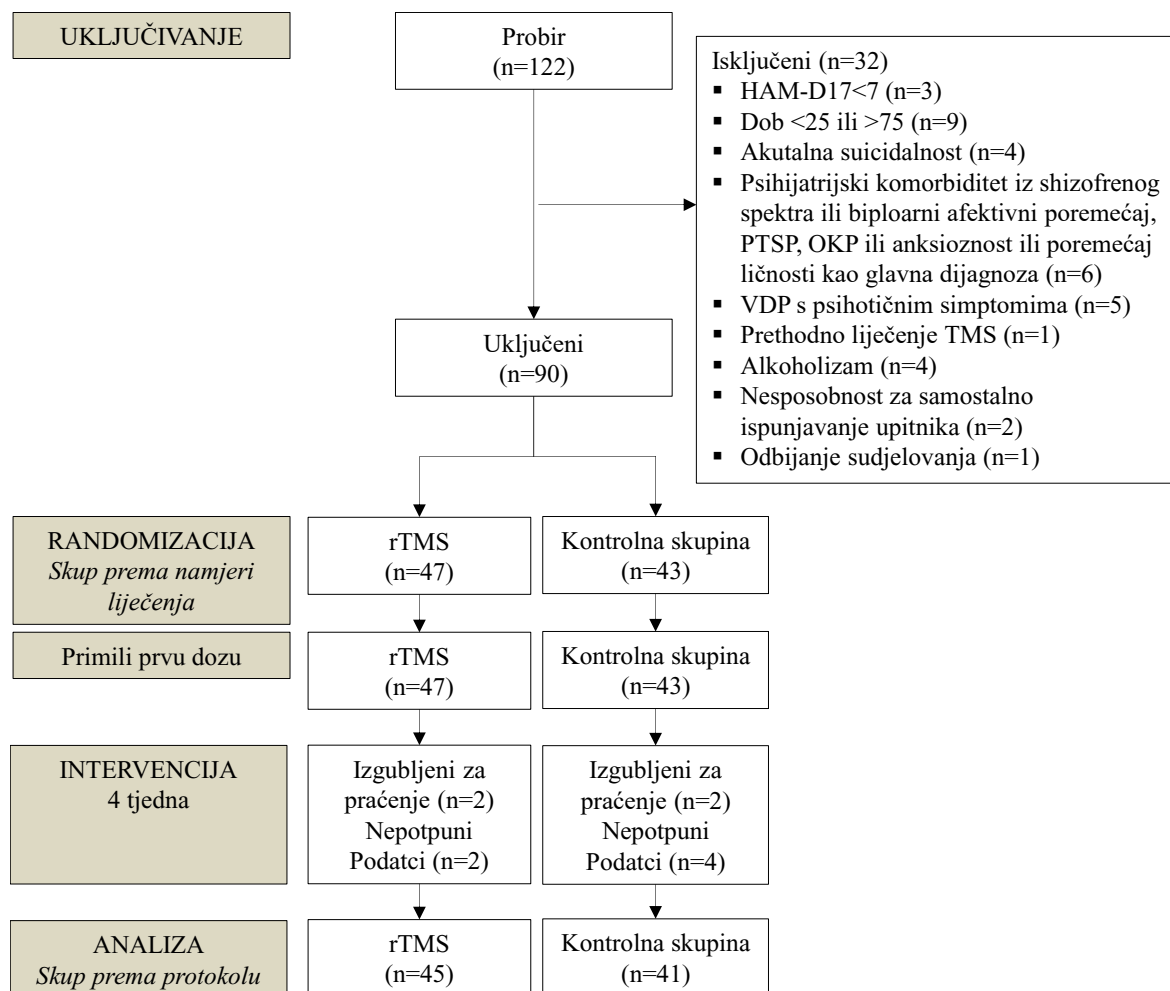 UKLJUČIVANJE
Probir
(n=122)
Isključeni (n=32)
▪ HAM-D17<7 (n=3)
▪ Dob <25 ili >75 (n=9)
▪ Akutalna suicidalnost (n=4)
▪ Psihijatrijski komorbiditet iz shizofrenog
spektra ili biploarni afektivni poremećaj,
PTSP, OKP ili anksioznost ili poremećaj
ličnosti kao glavna dijagnoza (n=6)
▪ VDP s psihotičnim simptomima (n=5)
▪ Prethodno liječenje TMS (n=1)
▪ Alkoholizam (n=4)
▪ Nesposobnost za samostalno
ispunjavanje upitnika (n=2)
▪ Odbijanje sudjelovanja (n=1)
Uključeni
(n=90)
RANDOMIZACIJA
Skup prema namjeri
liječenja
rTMS
(n=47)
Kontrolna skupina
(n=43)
Primili prvu dozu
rTMS
(n=47)
Kontrolna skupina
(n=43)
INTERVENCIJA
4 tjedna
Izgubljeni za
praćenje (n=2)
Nepotpuni
Podatci (n=2)
Izgubljeni za
praćenje (n=2)
Nepotpuni
Podatci (n=4)
ANALIZA
Skup prema protokolu
rTMS
(n=45)
Kontrolna skupina
(n=41)